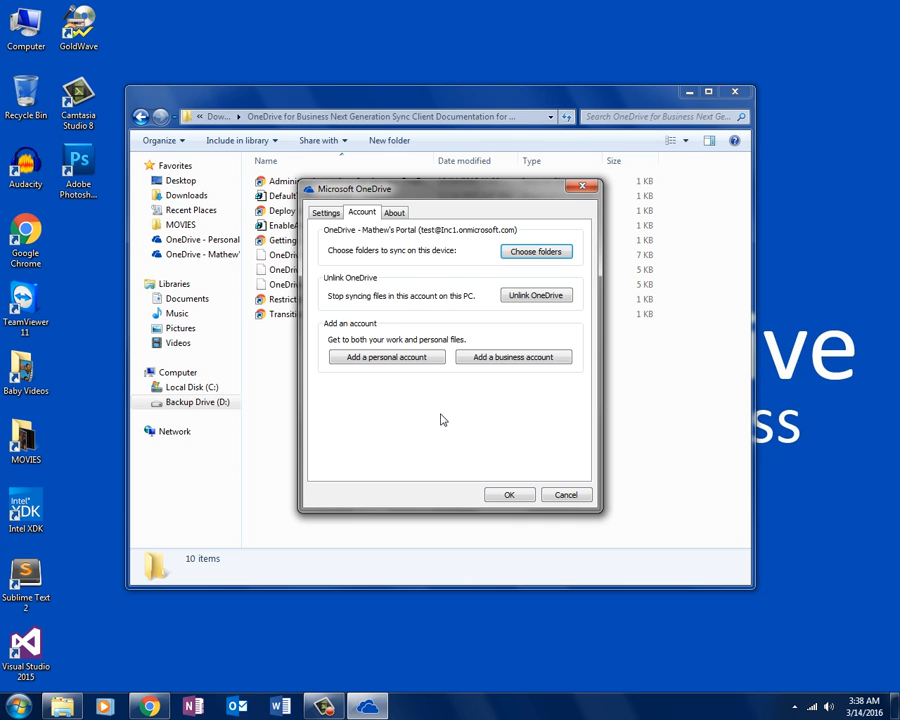 Computer
GoldWave
Recycle Bin
Camtasia
Studio 8
Audacity
Adobe
Photosh...
Google
Chrome
TeamViewer
11
Baby Videos
MOVIES
Intel® XDK
Intel XDK
Sublime Text
2
Visual Studio
2015
ve
ss
« Dow... ▸ OneDrive for Business Next Generation Sync Client Documentation for ...
Search OneDrive for Business Next Ge...
Organize Include in library Share with New folder
Name Date modified Type Size
Favorites
Desktop
Downloads
Recent Places
MOVIES
OneDrive - Personal
OneDrive - Mathew'
Libraries
Documents
Music
Pictures
Videos
Computer
Local Disk (C:)
Backup Drive (D:)
Network
Admini
Default
Deploy
EnableA
Getting
OneDri
OneDri
OneDri
Restric
Transiti
1 KB
1 KB
1 KB
1 KB
1 KB
7 KB
5 KB
5 KB
1 KB
1 KB
10 items
Microsoft OneDrive
Settings Account About
OneDrive - Mathew's Portal (test@Inc1.onmicrosoft.com)
Choose folders to sync on this device: Choose folders
Unlink OneDrive
Stop syncing files in this account on this PC. Unlink OneDrive
Add an account
Get to both your work and personal files.
Add a personal account Add a business account
OK Cancel
3:38 AM
3/14/2016